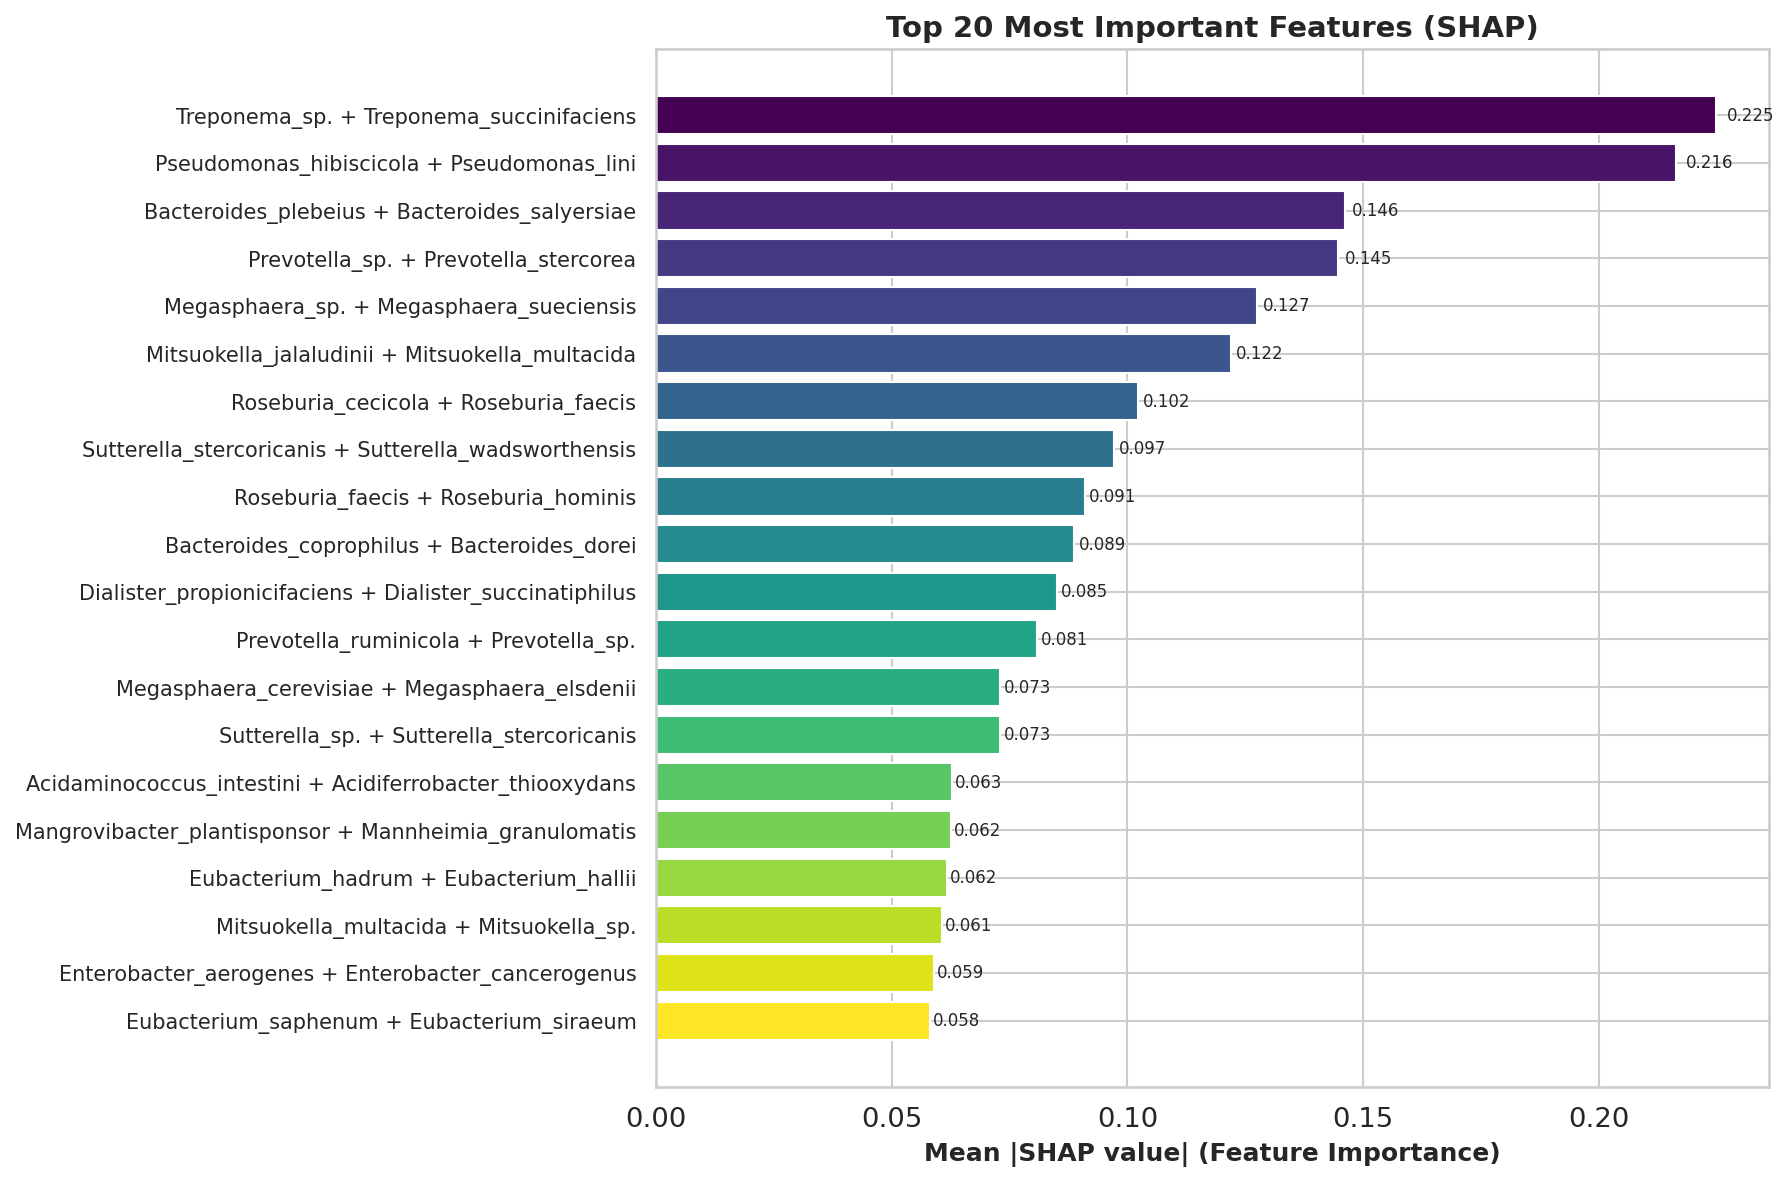 Top 20 Most Important Features (SHAP)
Treponema_sp. + Treponema_succinifaciens 0.225
Pseudomonas_hibiscicola + Pseudomonas_lini 0.216
Bacteroides_plebeius + Bacteroides_salyersiae 0.146
Prevotella_sp. + Prevotella_stercorea 0.145
Megasphaera_sp. + Megasphaera_sueciensis 0.127
Mitsuokella_jalaludinii + Mitsuokella_multacida 0.122
Roseburia_cecicola + Roseburia_faecis 0.102
Sutterella_stercoricanis + Sutterella_wadsworthensis 0.097
Roseburia_faecis + Roseburia_hominis 0.091
Bacteroides_coprophilus + Bacteroides_dorei 0.089
Dialister_propionicifaciens + Dialister_succinatiphilus 0.085
Prevotella_ruminicola + Prevotella_sp. 0.081
Megasphaera_cerevisiae + Megasphaera_elsdenii 0.073
Sutterella_sp. + Sutterella_stercoricanis 0.073
Acidaminococcus_intestini + Acidiferrobacter_thiooxydans 0.063
Mangrovibacter_plantisponsor + Mannheimia_granulomatis 0.062
Eubacterium_hadrum + Eubacterium_hallii 0.062
Mitsuokella_multacida + Mitsuokella_sp. 0.061
Enterobacter_aerogenes + Enterobacter_cancerogenus 0.059
Eubacterium_saphenum + Eubacterium_siraeum 0.058
0.00 0.05 0.10 0.15 0.20
Mean |SHAP value| (Feature Importance)